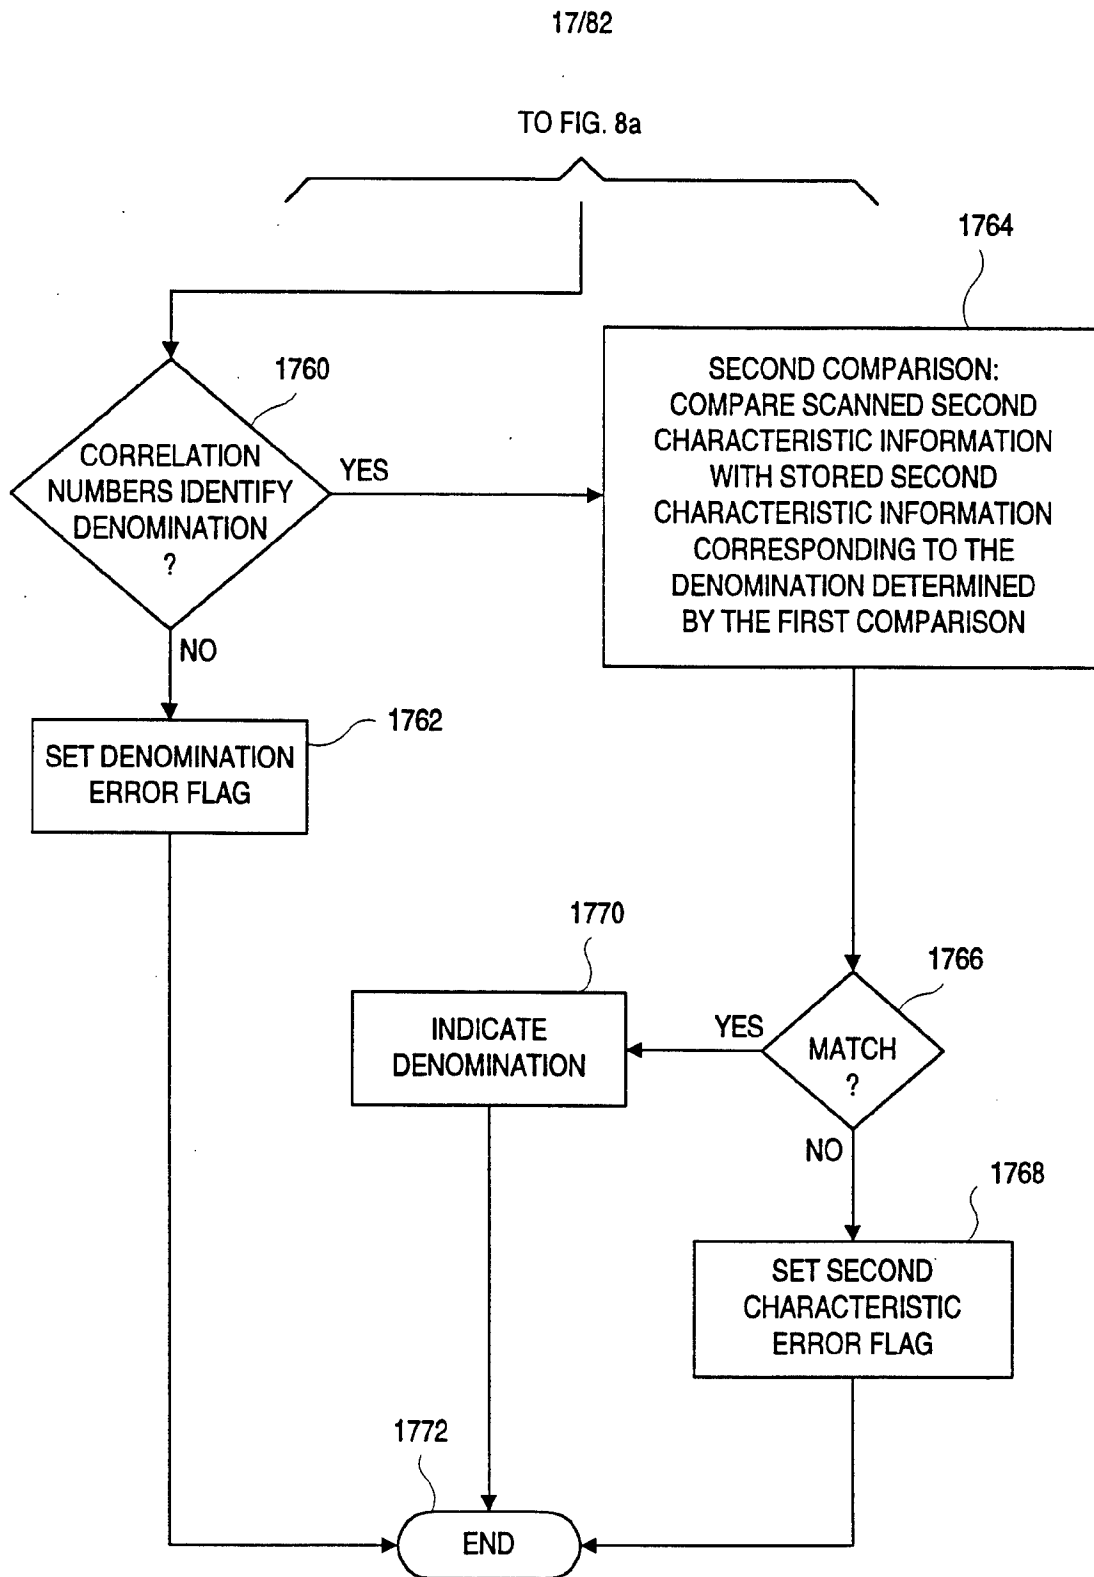 17/82
TO FIG. 8a
1764
SECOND COMPARISON:
COMPARE SCANNED SECOND
CHARACTERISTIC INFORMATION
WITH STORED SECOND
CHARACTERISTIC INFORMATION
CORRESPONDING TO THE
DENOMINATION DETERMINED
BY THE FIRST COMPARISON
1760
CORRELATION
NUMBERS IDENTIFY
DENOMINATION
?
YES
NO
1762
SET DENOMINATION
ERROR FLAG
1770
INDICATE
DENOMINATION
1766
YES
MATCH
?
NO
1768
SET SECOND
CHARACTERISTIC
ERROR FLAG
1772
END